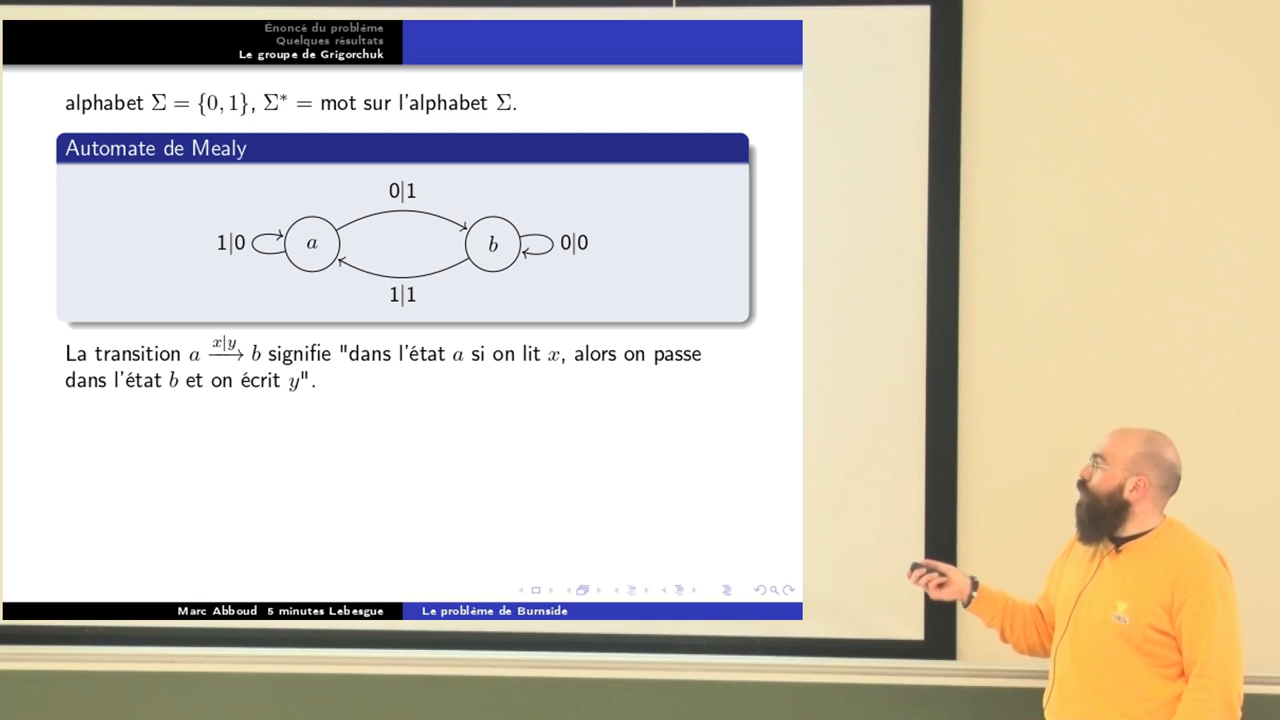 Énoncé du problème
Quelques résultats
Le groupe de Grigorchuk
alphabet Σ = {0, 1}, Σ* = mot sur l'alphabet Σ.
Automate de Mealy
0|1
1|0 a b 0|0
1|1
La transition a —x|y→ b signifie "dans l'état a si on lit x, alors on passe
dans l'état b et on écrit y".
Marc Abboud 5 minutes Lebesgue Le problème de Burnside